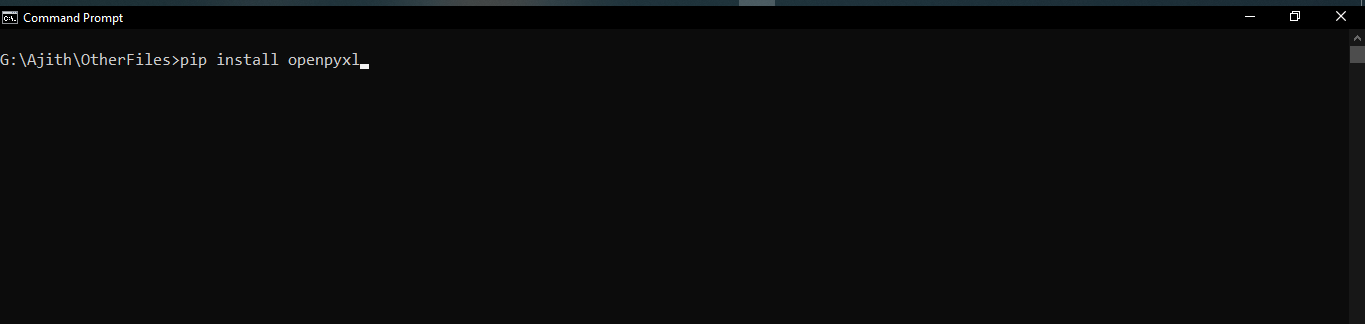 Command Prompt
G:\Ajith\OtherFiles>pip install openpyxl